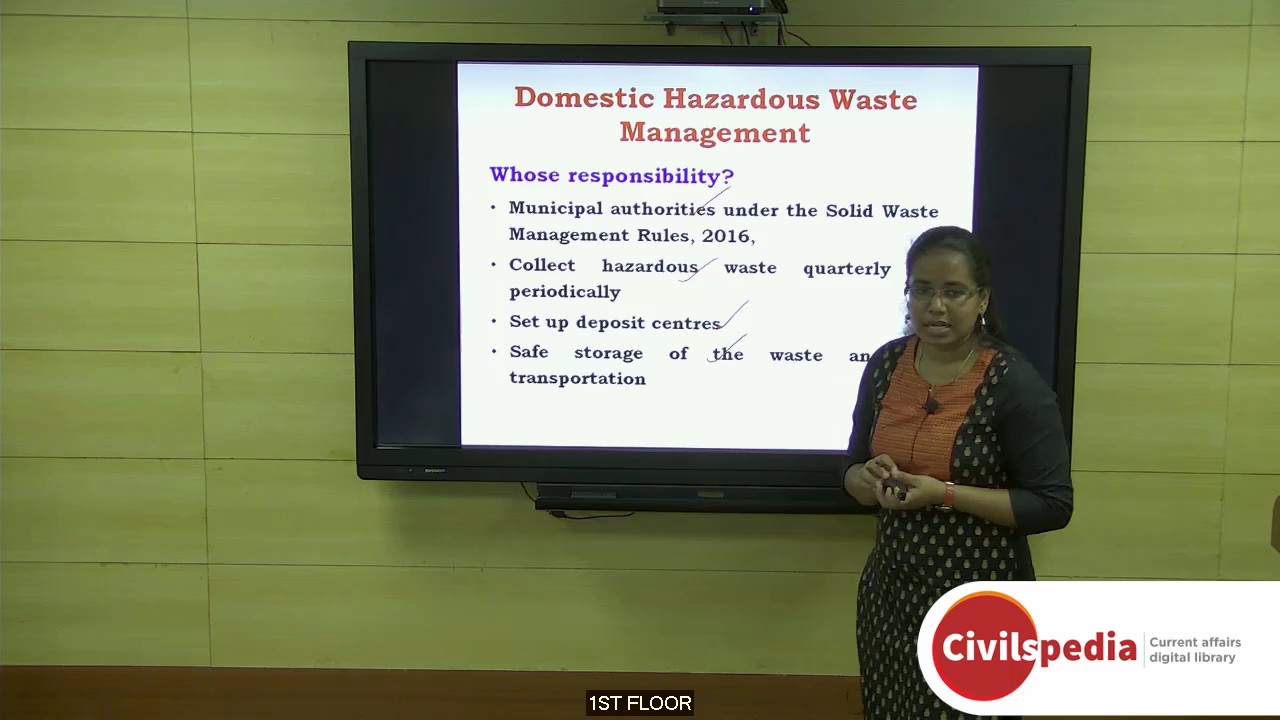 Domestic Hazardous Waste
Management
Whose responsibility?
• Municipal authorities under the Solid Waste
Management Rules, 2016,
• Collect hazardous waste quarterly
periodically
• Set up deposit centres
• Safe storage of the waste an
transportation
Civilspedia
Current affairs
digital library
1ST FLOOR